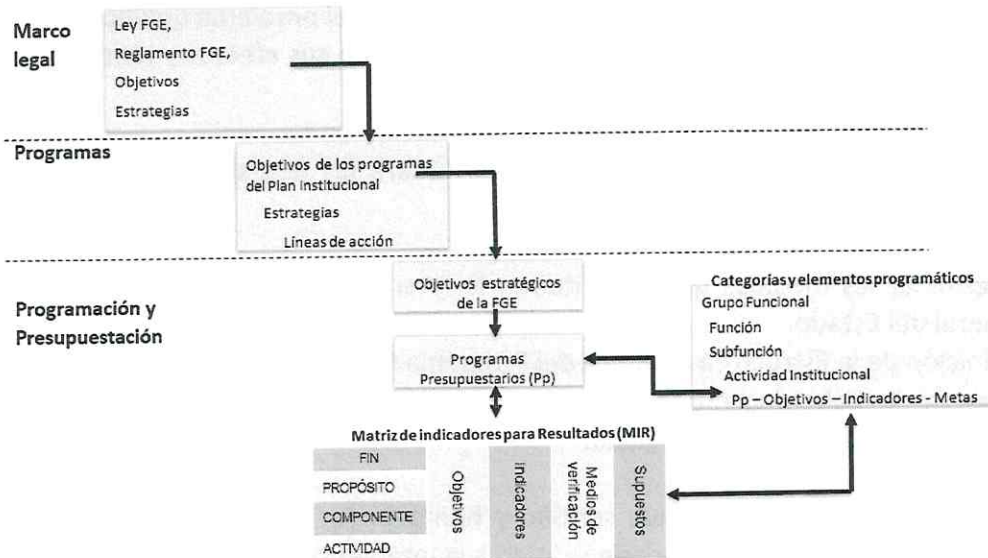 Marco
legal
Ley FGE,
Reglamento FGE,
Objetivos
Estrategias
Programas
Objetivos de los programas
del Plan Institucional
Estrategias
Líneas de acción
Programación y
Presupuestación
Objetivos estratégicos
de la FGE
Programas
Presupuestarios (Pp)
Categorías y elementos programáticos
Grupo Funcional
Función
Subfunción
Actividad Institucional
Pp – Objetivos – Indicadores - Metas
Matriz de indicadores para Resultados (MIR)
FIN
PROPÓSITO
COMPONENTE
ACTIVIDAD
Objetivos
indicadores
Medios de
verificación
Supuestos